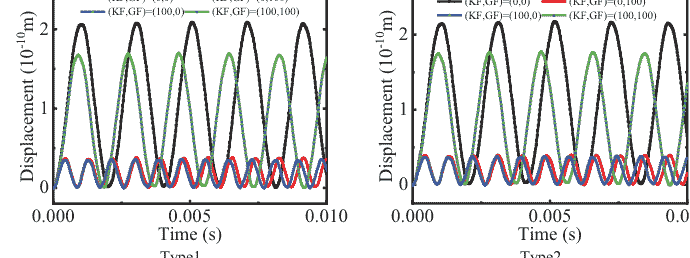 (KF,GF)=(100,0) (KF,GF)=(100,100)
Displacement (10⁻¹⁰m)
2
1
0
0.000 0.005 0.010
Time (s)
Type1
(KF,GF)=(0,0) (KF,GF)=(0,100)
(KF,GF)=(100,0) (KF,GF)=(100,100)
Displacement (10⁻¹⁰m)
2
1
0
0.000 0.005
Time (s)
Type2